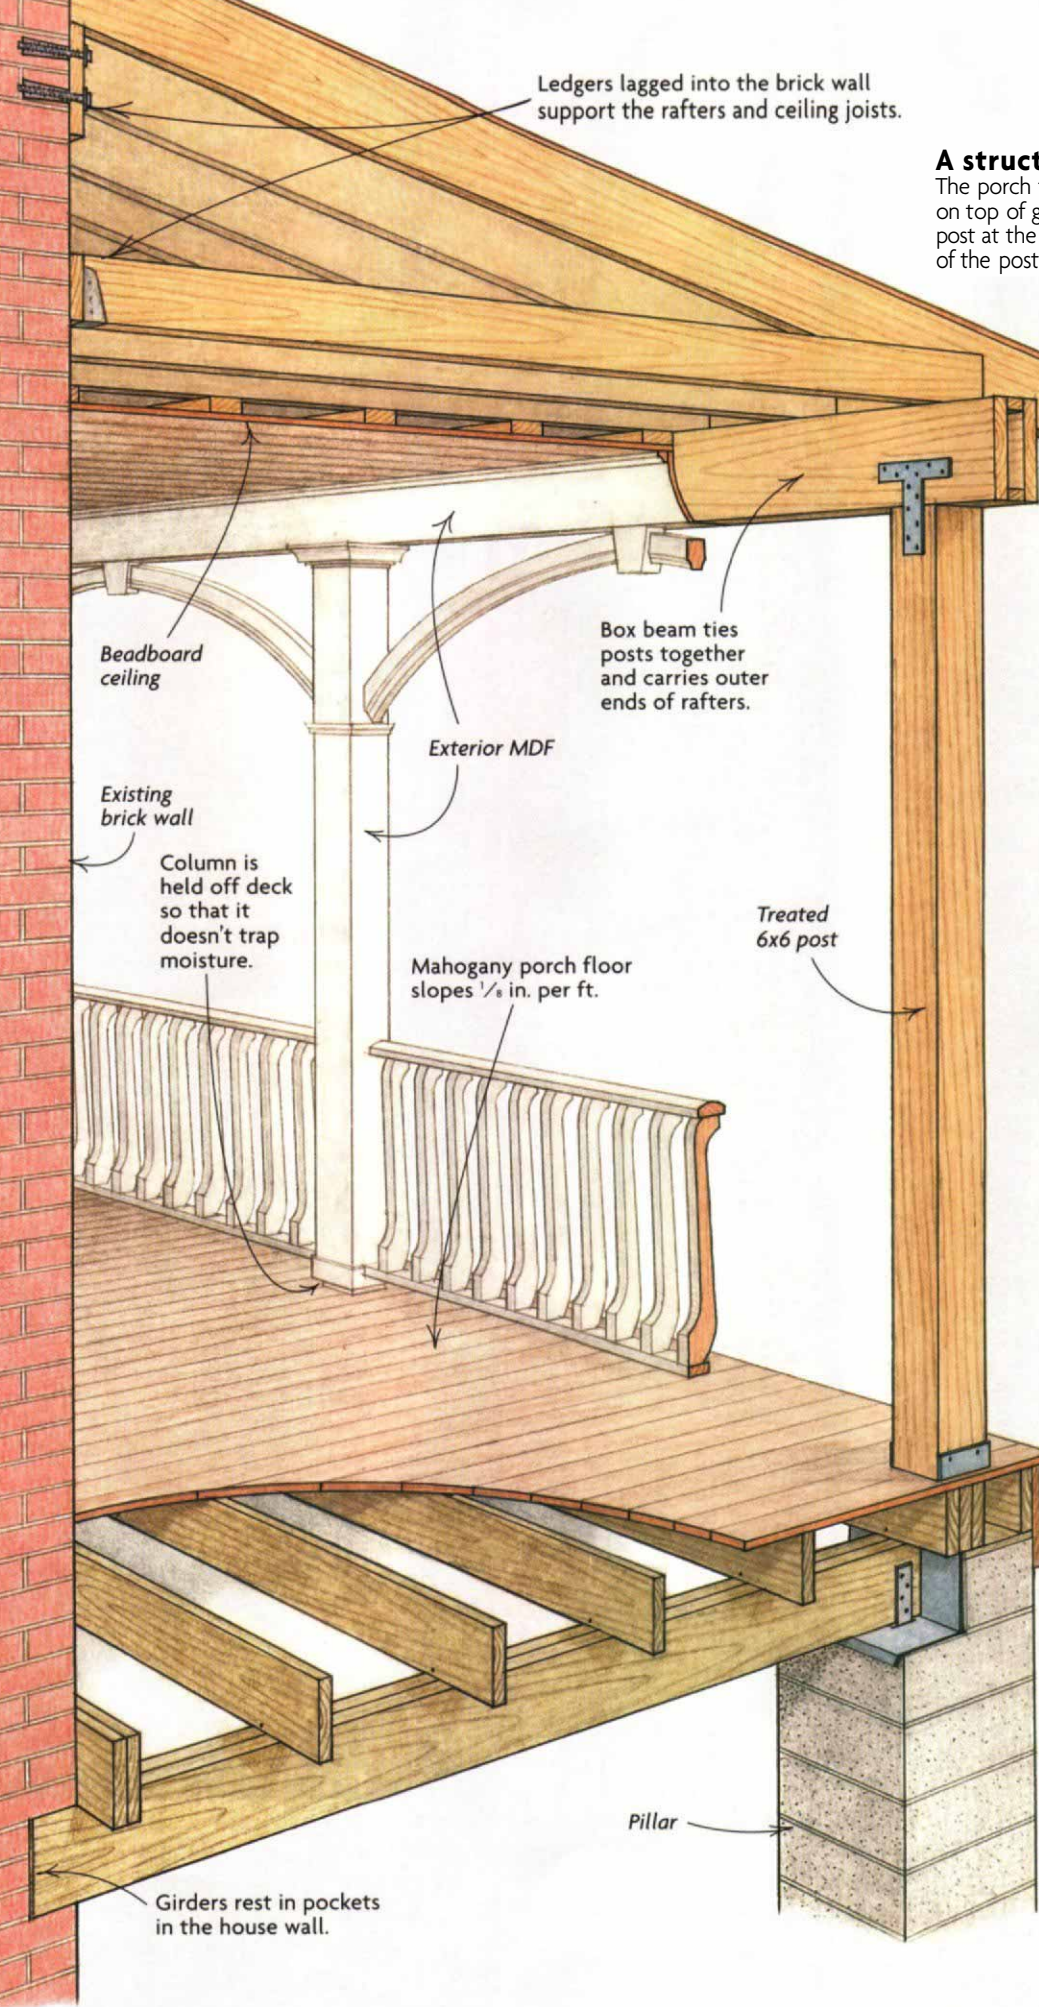 Ledgers lagged into the brick wall
support the rafters and ceiling joists.
A struct
The porch
on top of g
post at the
of the post
Beadboard
ceiling
Box beam ties
posts together
and carries outer
ends of rafters.
Exterior MDF
Existing
brick wall
Column is
held off deck
so that it
doesn't trap
moisture.
Treated
6x6 post
Mahogany porch floor
slopes 1/8 in. per ft.
Pillar
Girders rest in pockets
in the house wall.